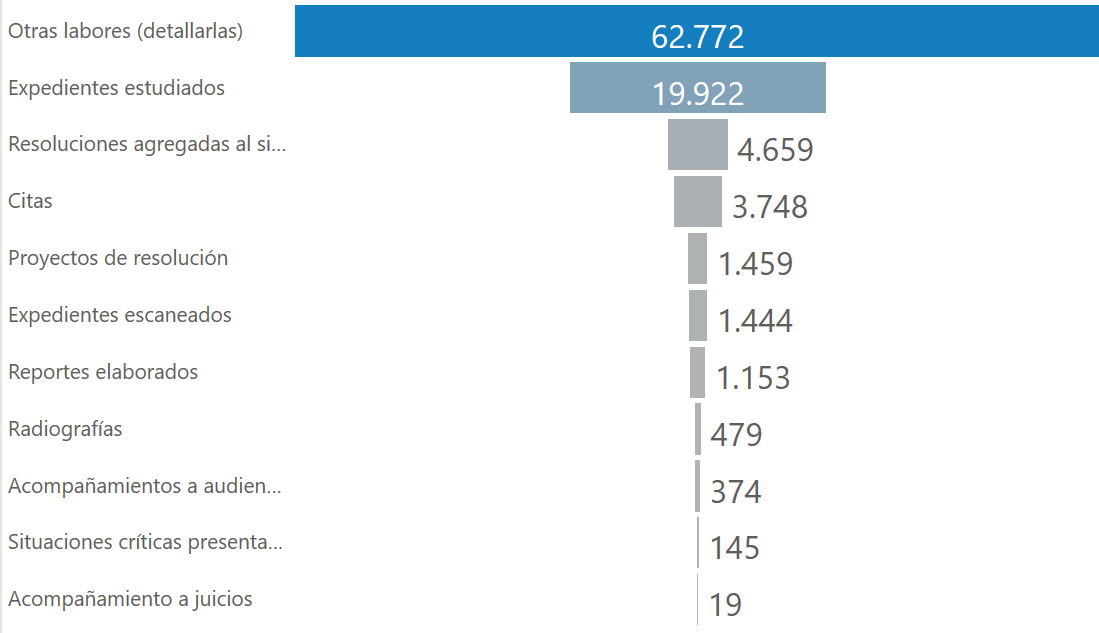 Otras labores (detallarlas) 62.772
Expedientes estudiados 19.922
Resoluciones agregadas al si... 4.659
Citas 3.748
Proyectos de resolución 1.459
Expedientes escaneados 1.444
Reportes elaborados 1.153
Radiografías 479
Acompañamientos a audien... 374
Situaciones críticas presenta... 145
Acompañamiento a juicios 19